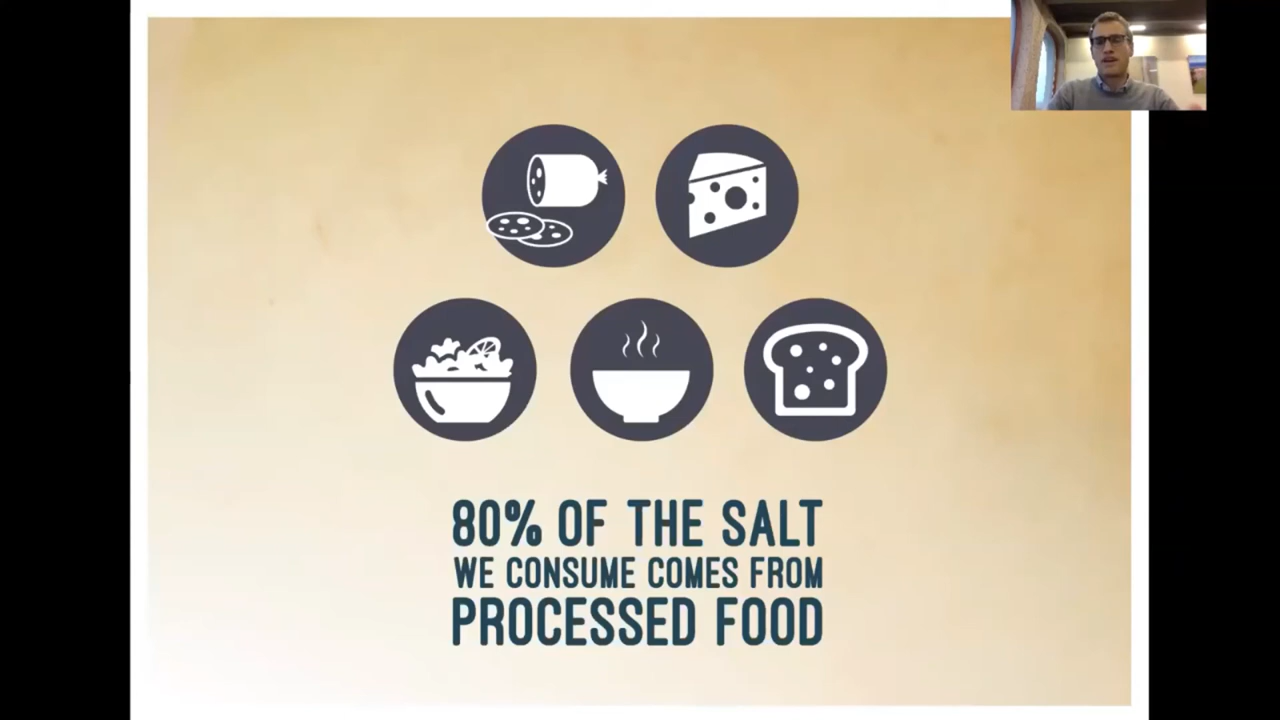 80% OF THE SALT
WE CONSUME COMES FROM
PROCESSED FOOD